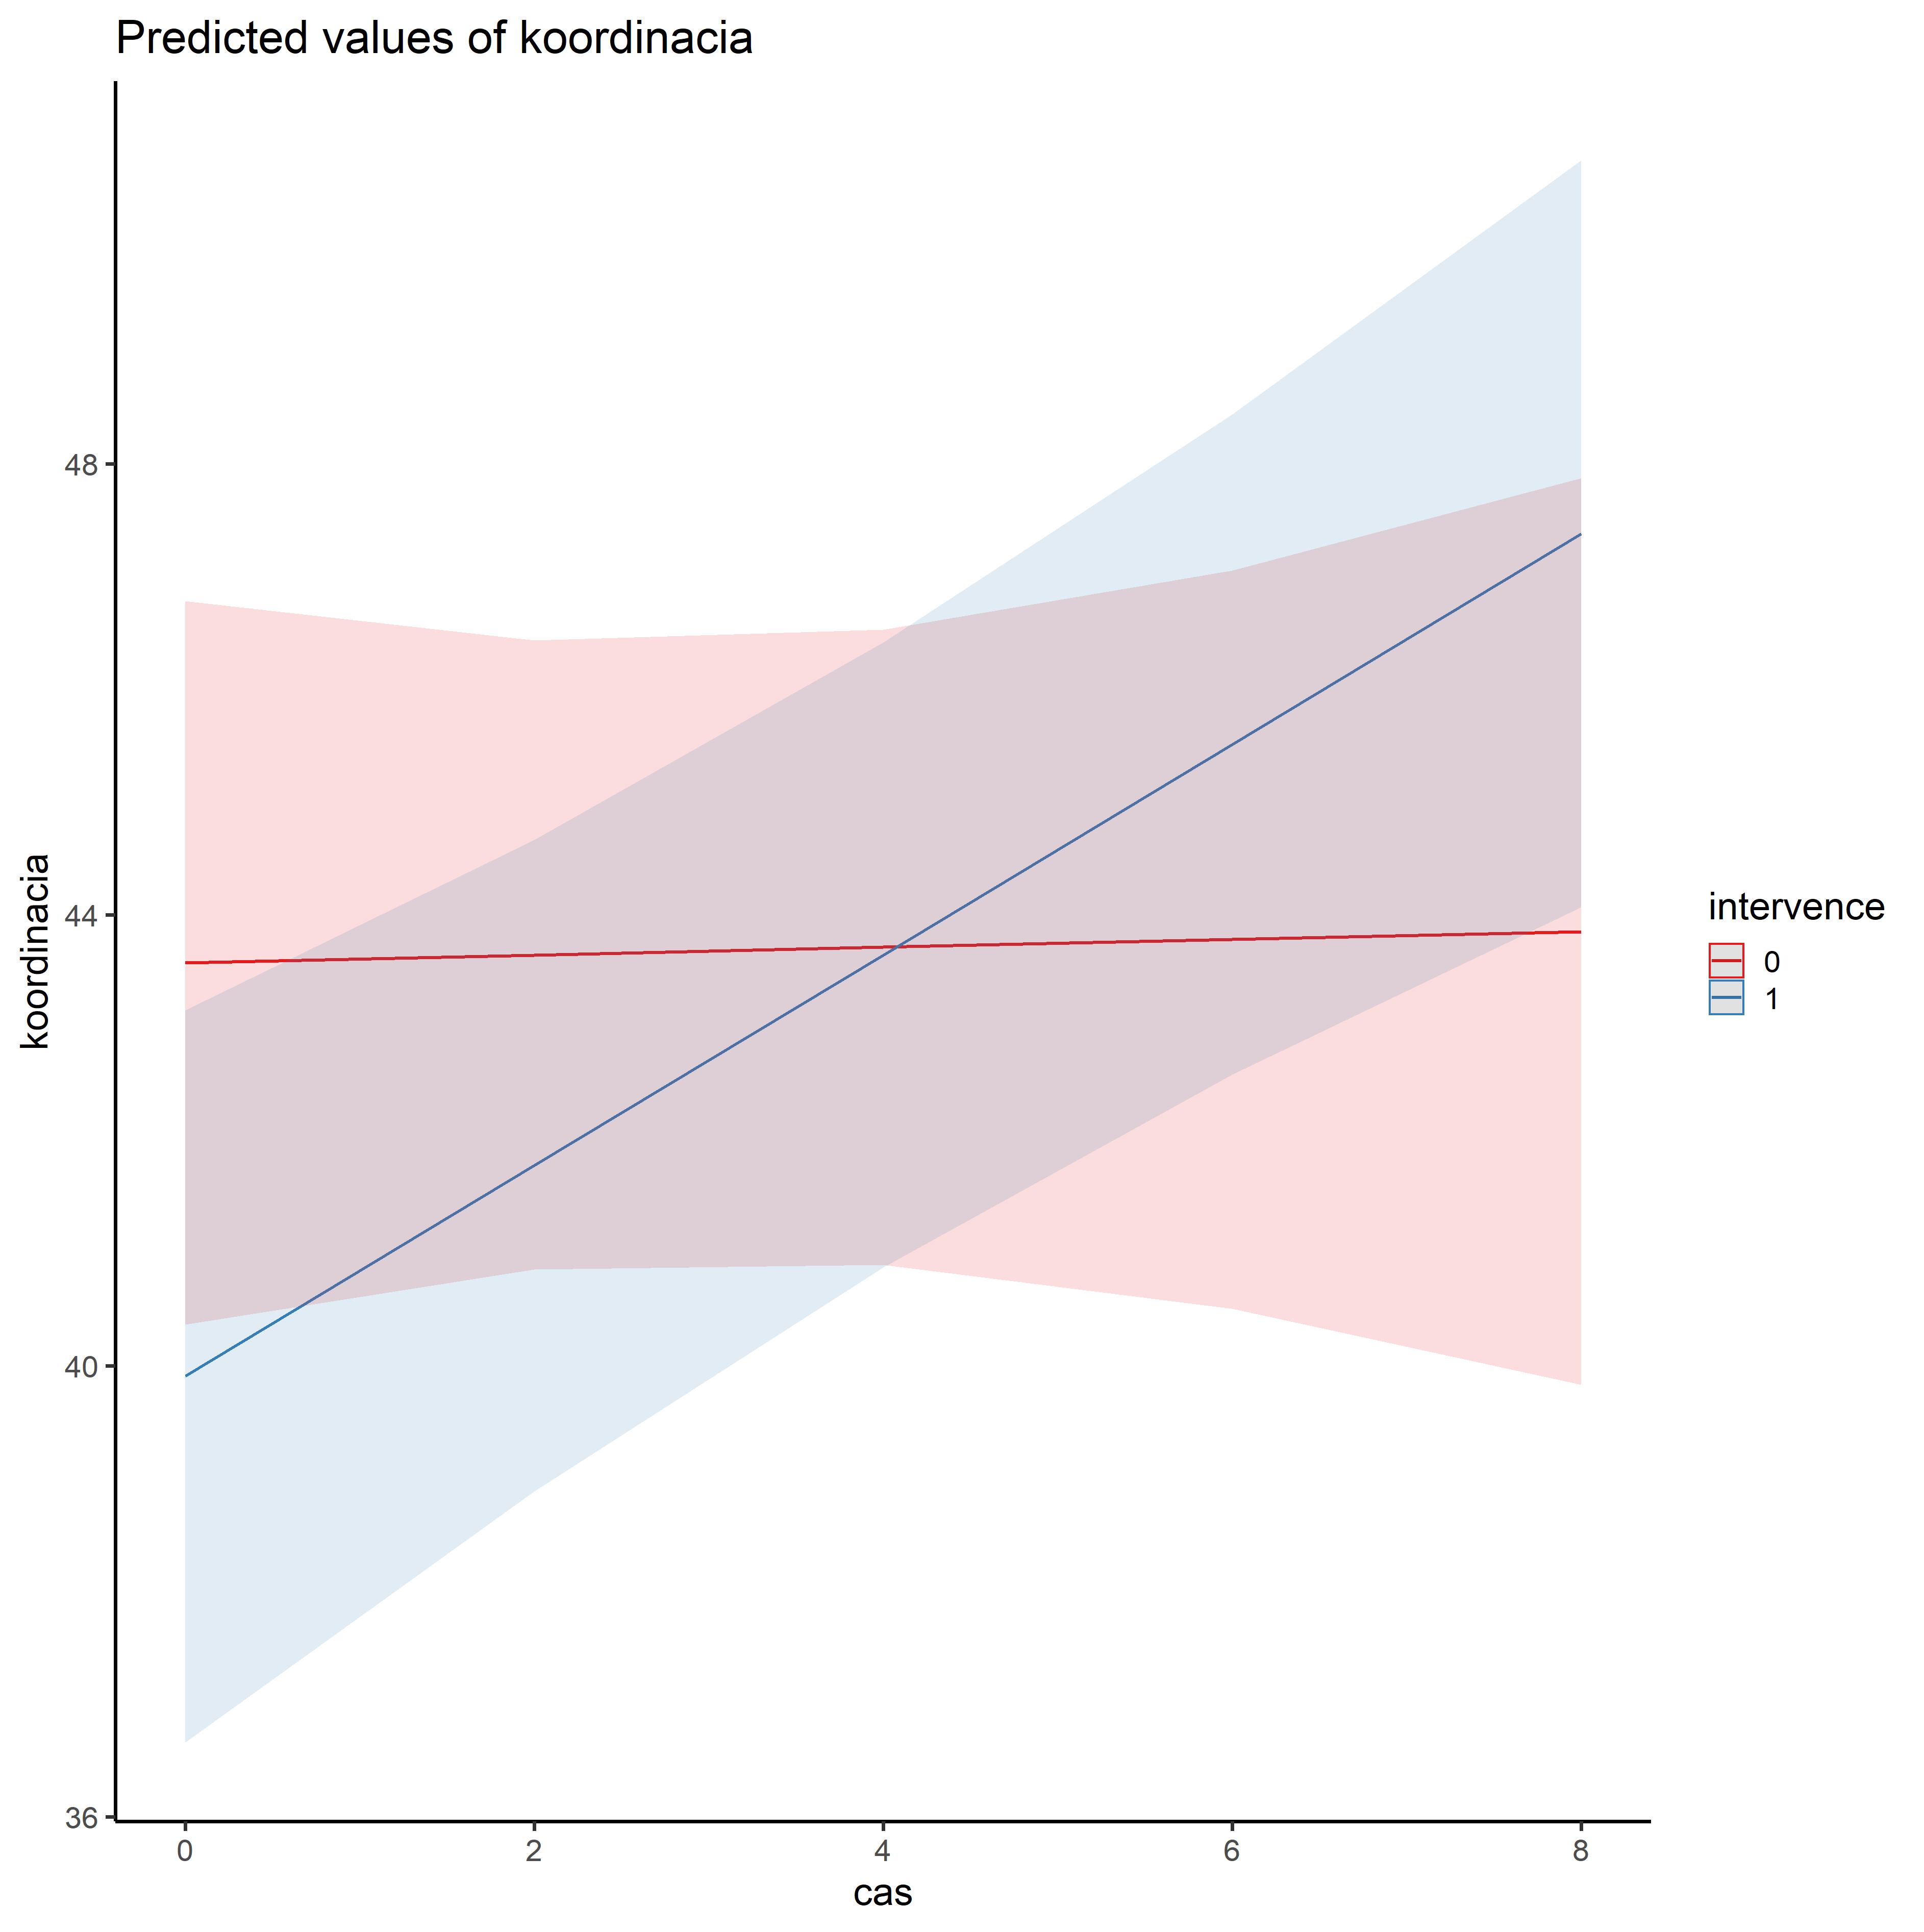 Predicted values of koordinacia
koordinacia
48
44
40
36
0
2
4
6
8
cas
intervence
0
1